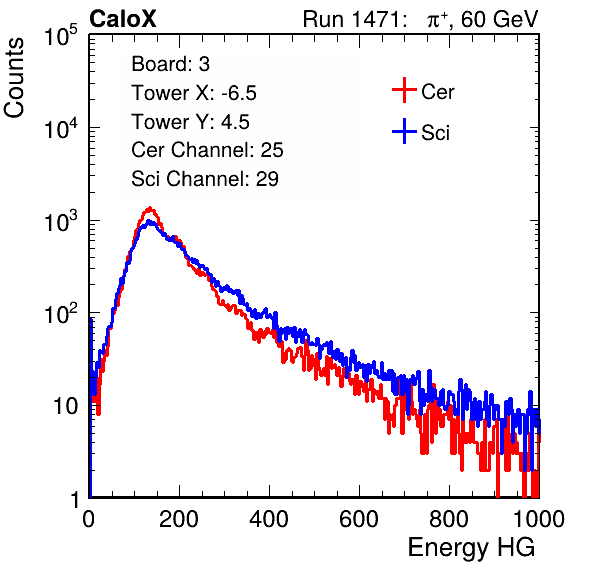 CaloX Run 1471: π⁺, 60 GeV
Counts
10⁵
10⁴
10³
10²
10
1
Board: 3
Tower X: -6.5
Tower Y: 4.5
Cer Channel: 25
Sci Channel: 29
Cer
Sci
0 200 400 600 800 1000
Energy HG